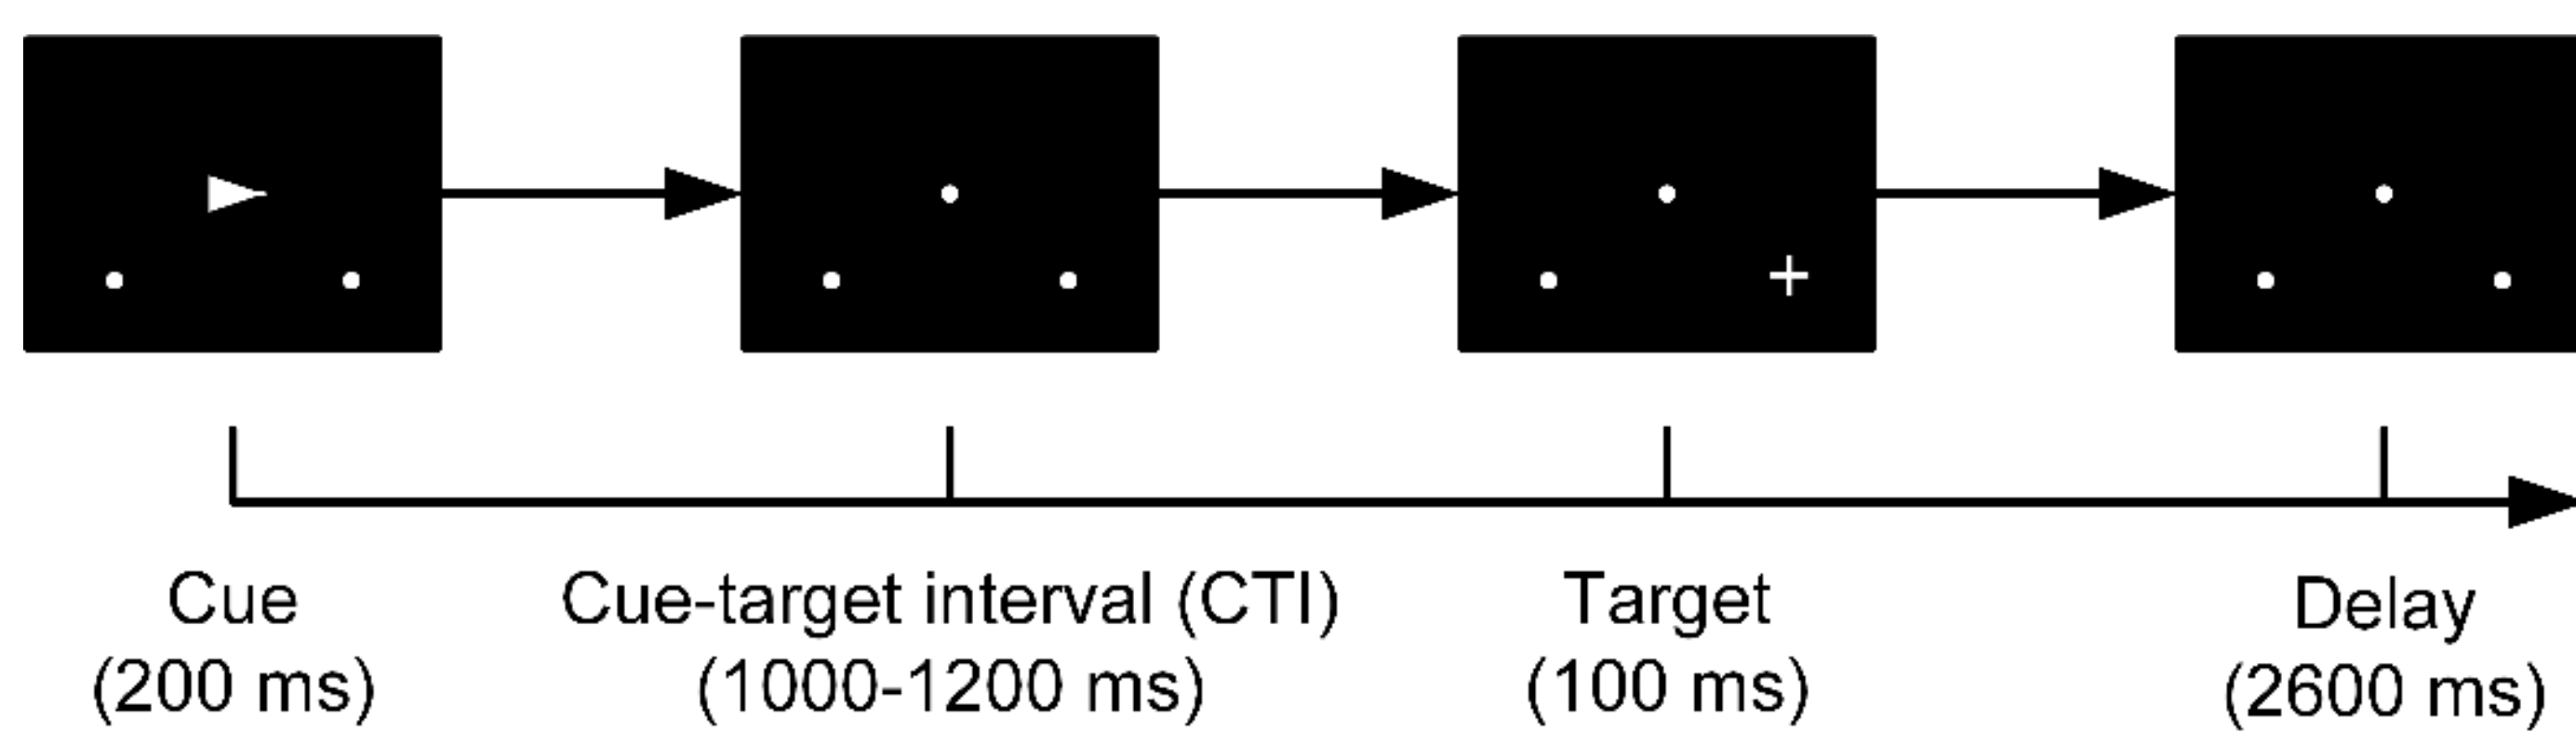 Cue
(200 ms)
Cue-target interval (CTI)
(1000-1200 ms)
Target
(100 ms)
Delay
(2600 ms)